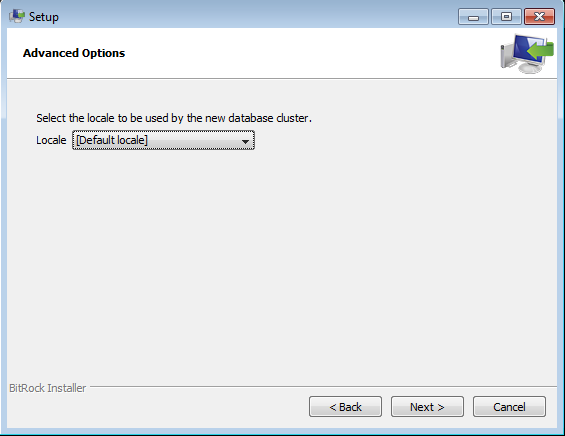 Setup
Advanced Options
Select the locale to be used by the new database cluster.
Locale [Default locale]
BitRock Installer
< Back Next > Cancel